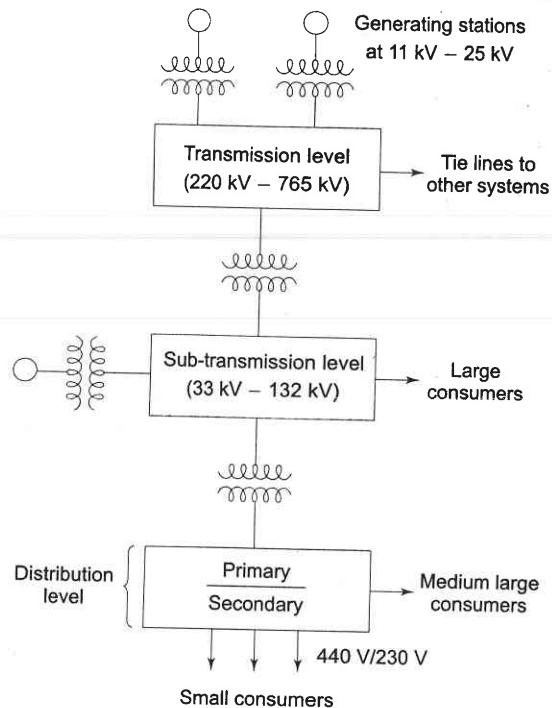 Generating stations
at 11 kV – 25 kV
Transmission level
(220 kV – 765 kV)
Tie lines to
other systems
Sub-transmission level
(33 kV – 132 kV)
Large
consumers
Distribution
level
Primary
Secondary
Medium large
consumers
440 V/230 V
Small consumers